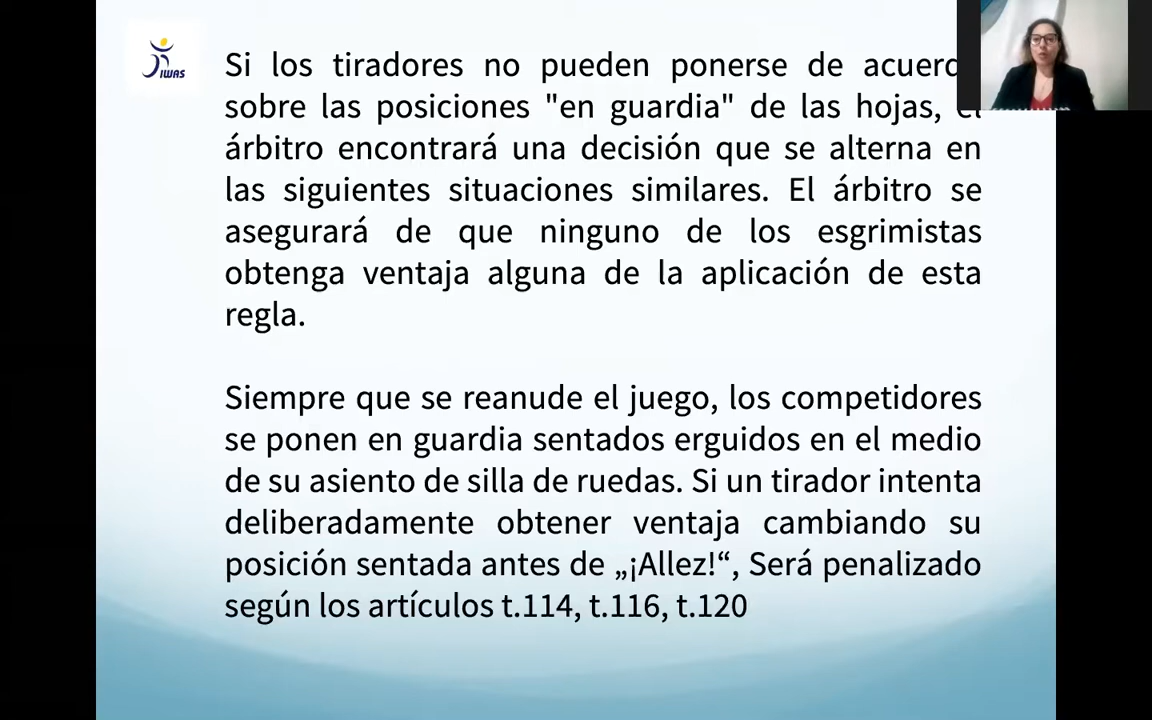 IWAS
Si los tiradores no pueden ponerse de
sobre las posiciones "en guardia" de las hojas, el
árbitro encontrará una decisión que se alterna en
las siguientes situaciones similares. El árbitro se
asegurará de que ninguno de los esgrimistas
obtenga ventaja alguna de la aplicación de esta
regla.
Siempre que se reanude el juego, los competidores
se ponen en guardia sentados erguidos en el medio
de su asiento de silla de ruedas. Si un tirador intenta
deliberadamente obtener ventaja cambiando su
posición sentada antes de „¡Allez!“, Será penalizado
según los artículos t.114, t.116, t.120